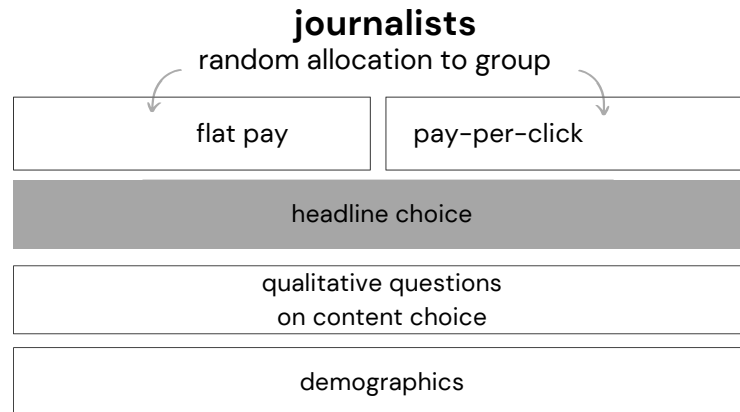 journalists
random allocation to group
flat pay
pay-per-click
headline choice
qualitative questions
on content choice
demographics